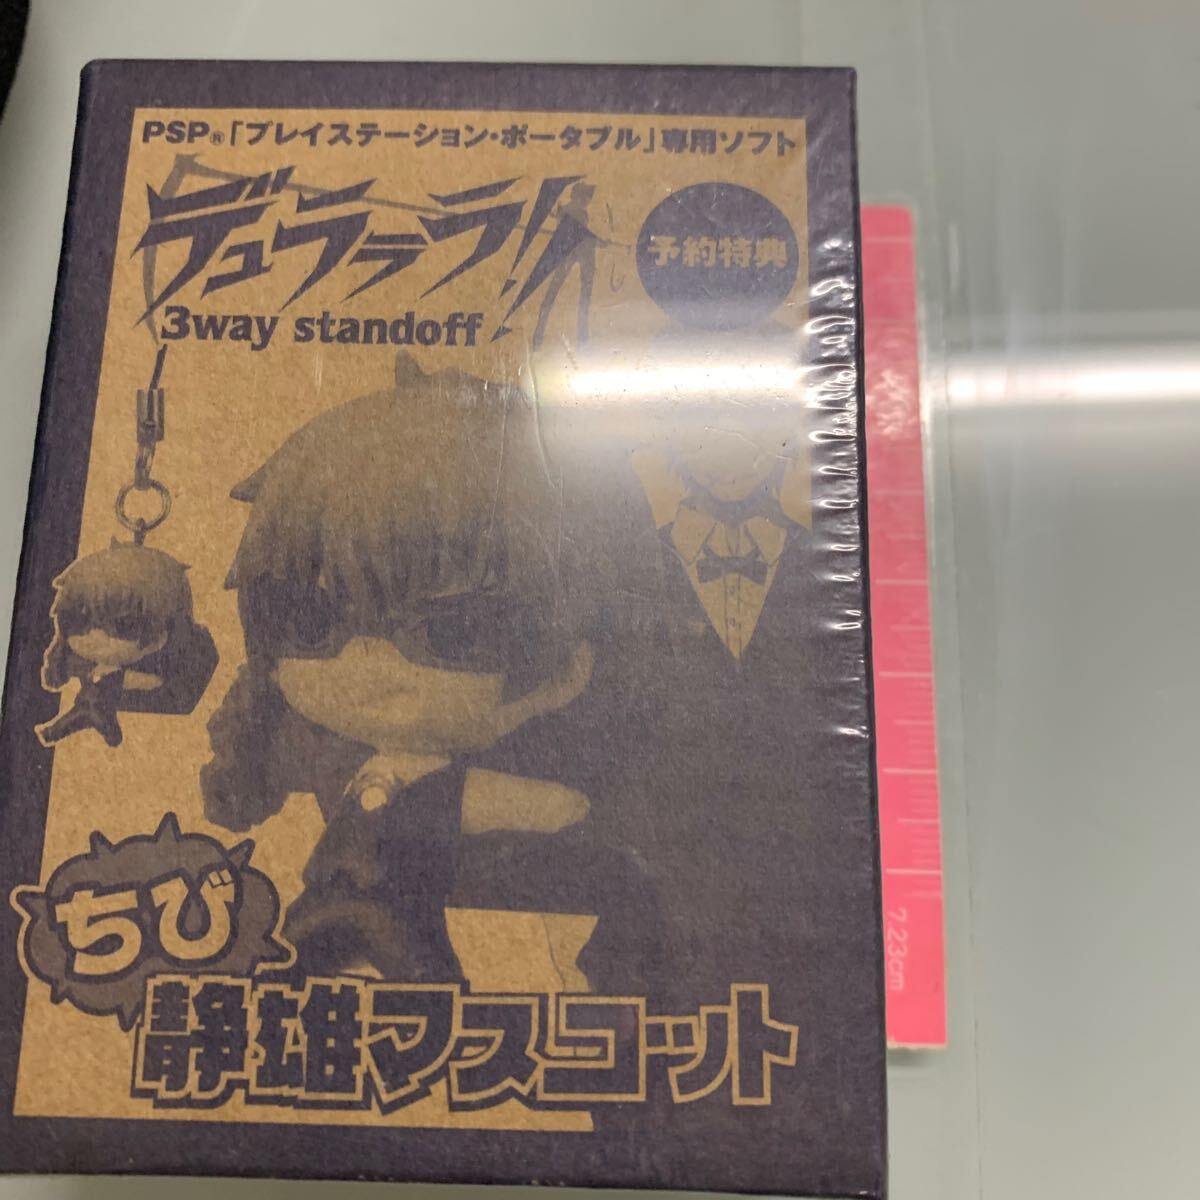 PSP®「プレイステーション・ポータブル」専用ソフト
デュラララ!!
3way standoff
予約特典
ちび
静雄マスコット
7.23cm